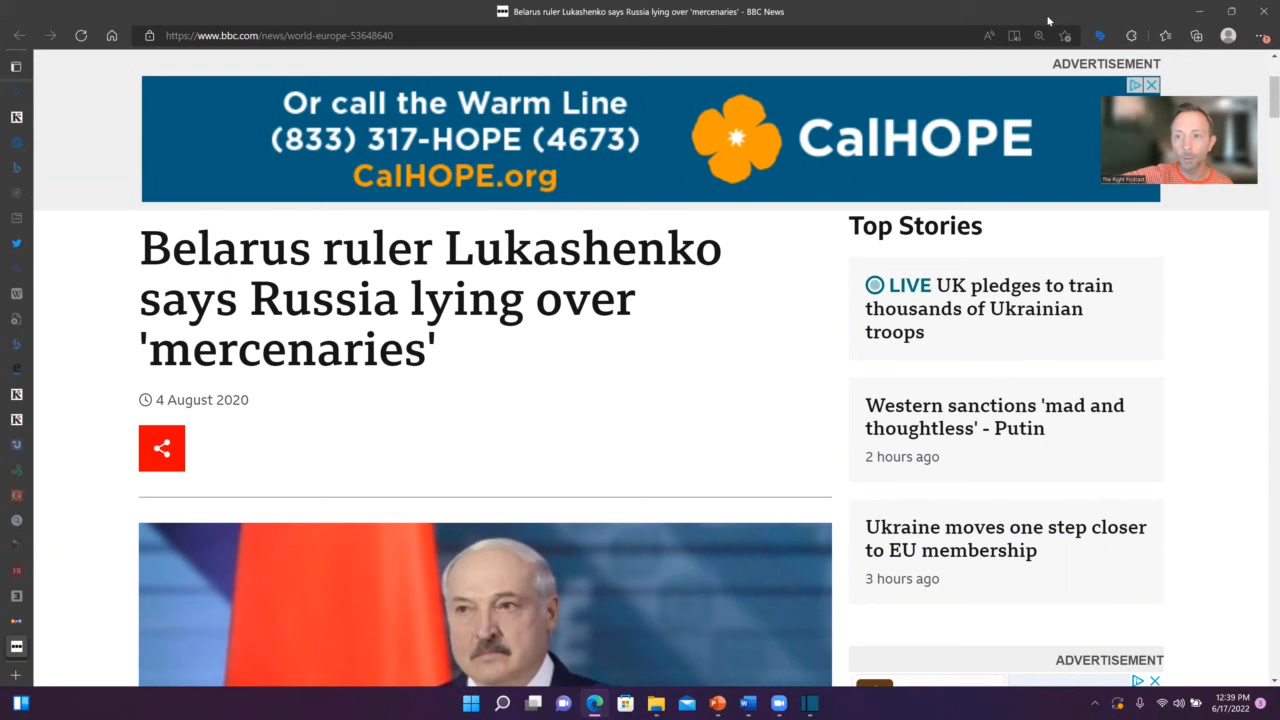 Belarus ruler Lukashenko says Russia lying over 'mercenaries' - BBC News
https://www.bbc.com/news/world-europe-53648640
ADVERTISEMENT
Or call the Warm Line
(833) 317-HOPE (4673)
CalHOPE.org
CalHOPE
The Right Podcast
Belarus ruler Lukashenko
says Russia lying over
'mercenaries'
4 August 2020
Top Stories
LIVE UK pledges to train
thousands of Ukrainian
troops
Western sanctions 'mad and
thoughtless' - Putin
2 hours ago
Ukraine moves one step closer
to EU membership
3 hours ago
ADVERTISEMENT
12:39 PM
6/17/2022